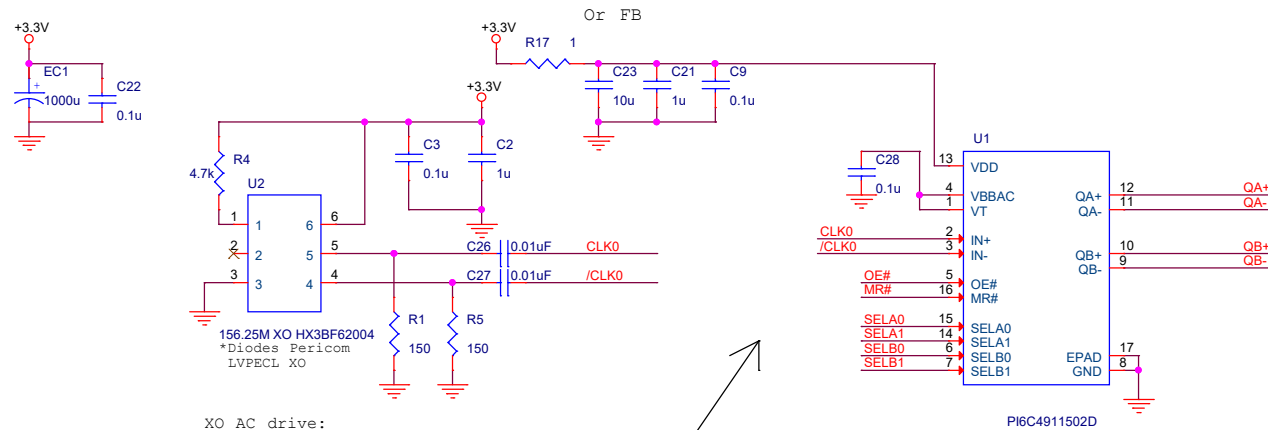 Or FB
+3.3V
EC1
+
1000u
C22
0.1u
+3.3V
R17
1
C23
10u
C21
1u
C9
0.1u
+3.3V
R4
4.7k
C3
0.1u
C2
1u
U2
1
1
6
6
2
2
5
5
3
3
4
4
C26
0.01uF
CLK0
C27
0.01uF
/CLK0
R1
150
R5
150
156.25M XO HX3BF62004
*Diodes Pericom
LVPECL XO
XO AC drive:
U1
C28
0.1u
13
VDD
4
VBBAC
1
VT
CLK0
2
IN+
/CLK0
3
IN-
OE#
5
OE#
MR#
16
MR#
SELA0
15
SELA0
SELA1
14
SELA1
SELB0
6
SELB0
SELB1
7
SELB1
QA+
12
QA+
QA-
11
QA-
QB+
10
QB+
QB-
9
QB-
EPAD
17
GND
8
PI6C4911502D